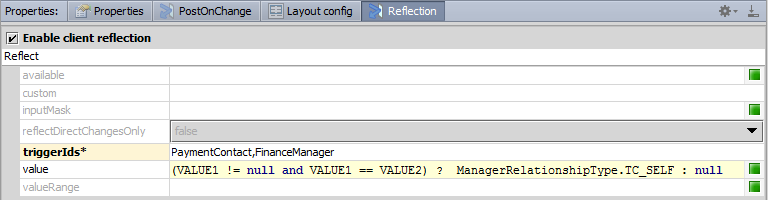 Properties: Properties PostOnChange Layout config Reflection
Enable client reflection
Reflect
available
custom
inputMask
reflectDirectChangesOnly false
triggerIds* PaymentContact,FinanceManager
value (VALUE1 != null and VALUE1 == VALUE2) ? ManagerRelationshipType.TC_SELF : null
valueRange